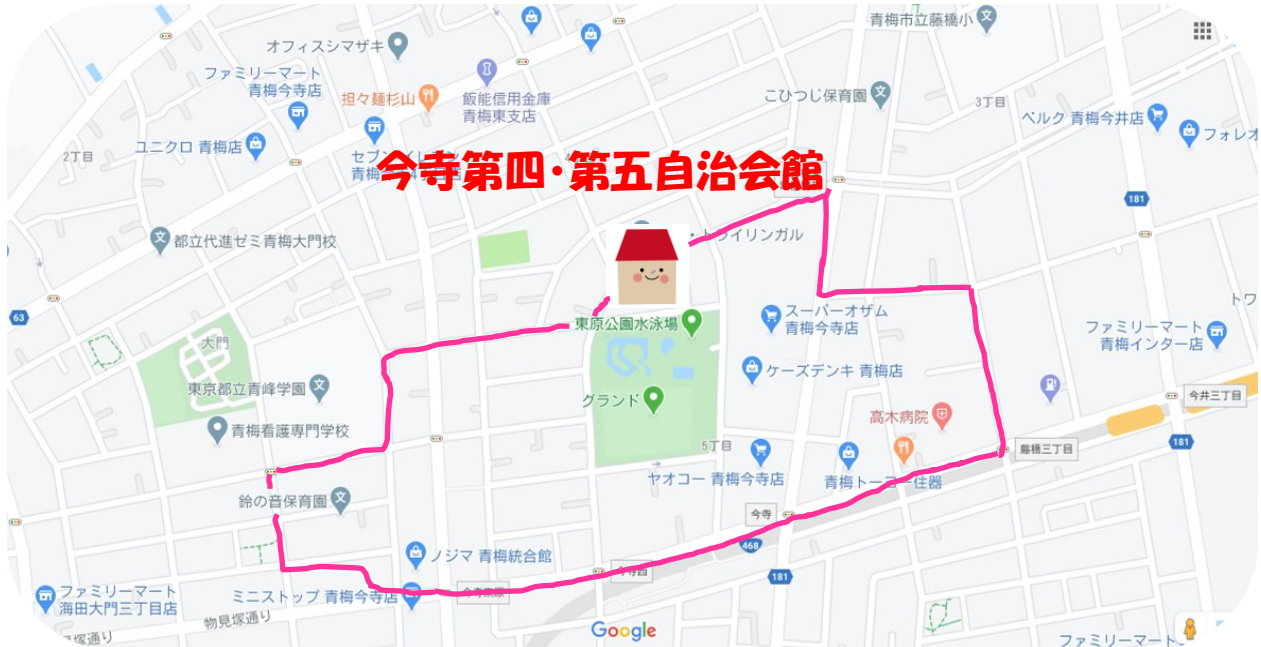 青梅市立藤橋小
オフィスシマザキ
ファミリーマート
青梅今寺店
担々麺杉山
飯能信用金庫
青梅東支店
こひつじ保育園
3丁目
ベルク 青梅今井店
フォレオ
2丁目
ユニクロ 青梅店
今寺第四・第五自治会館
181
都立代進ゼミ青梅大門校
・トライリンガル
63
大門
東原公園水泳場
スーパーオザム
青梅今寺店
トワ
ファミリーマート
青梅インター店
東京都立青峰学園
ケーズデンキ 青梅店
グランド
今井三丁目
高木病院
青梅看護専門学校
5丁目
藤橋三丁目
181
ヤオコー 青梅今寺店
青梅トーヨー住器
鈴の音保育園
今寺
468
ノジマ 青梅統合館
181
ファミリーマート
海田大門三丁目店
ミニストップ 青梅今寺店
物見塚通り
見塚通り
Google
ファミリーマート